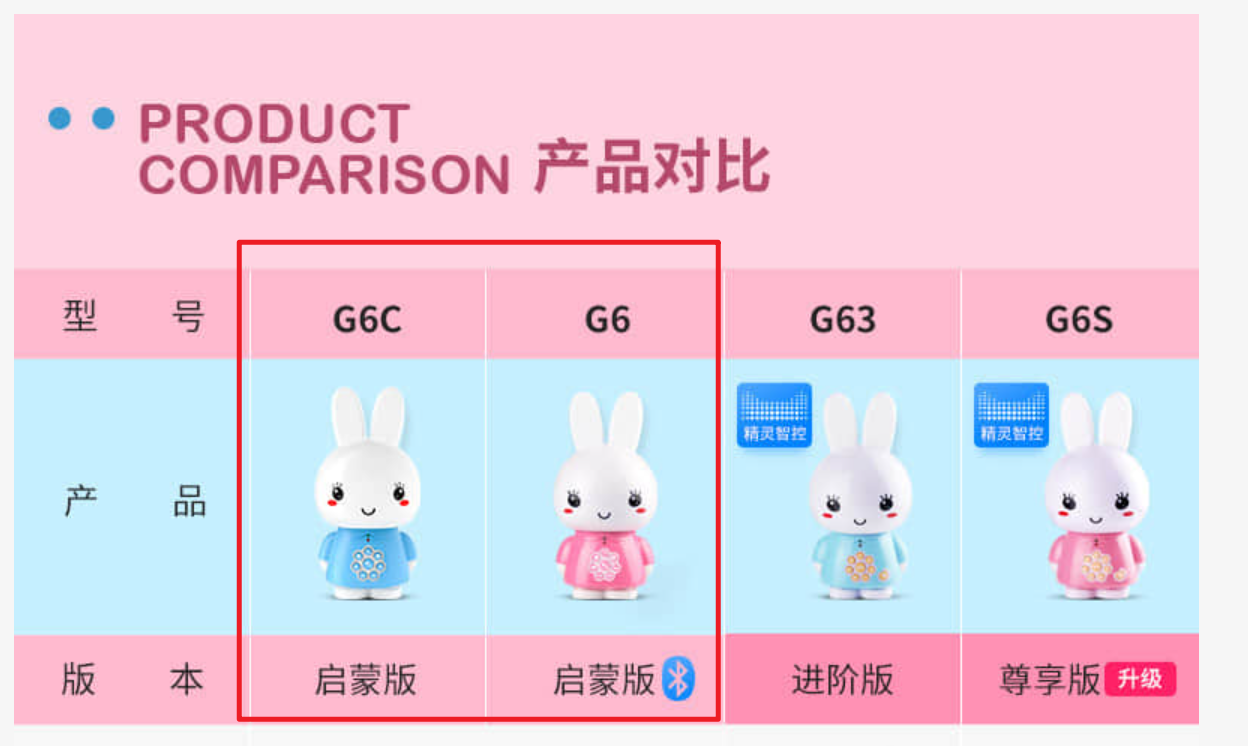 PRODUCT
COMPARISON 产品对比
型 号 G6C G6 G63 G6S
精灵智控 精灵智控
产 品
版 本 启蒙版 启蒙版 进阶版 尊享版 升级